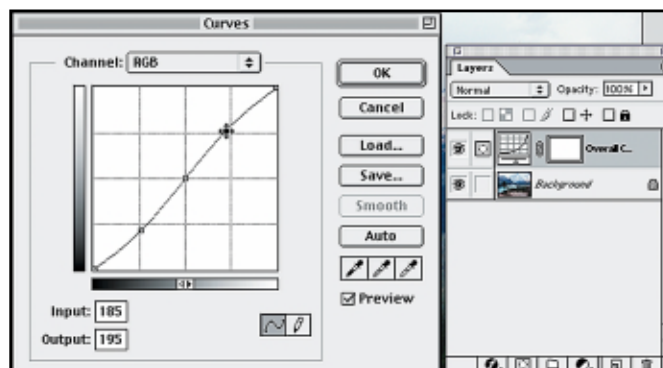 Curves
Channel: RGB
OK
Cancel
Load...
Save...
Smooth
Auto
Preview
Input: 185
Output: 195
Layers
Normal
Opacity: 100%
Lock:
Overall C...
Background